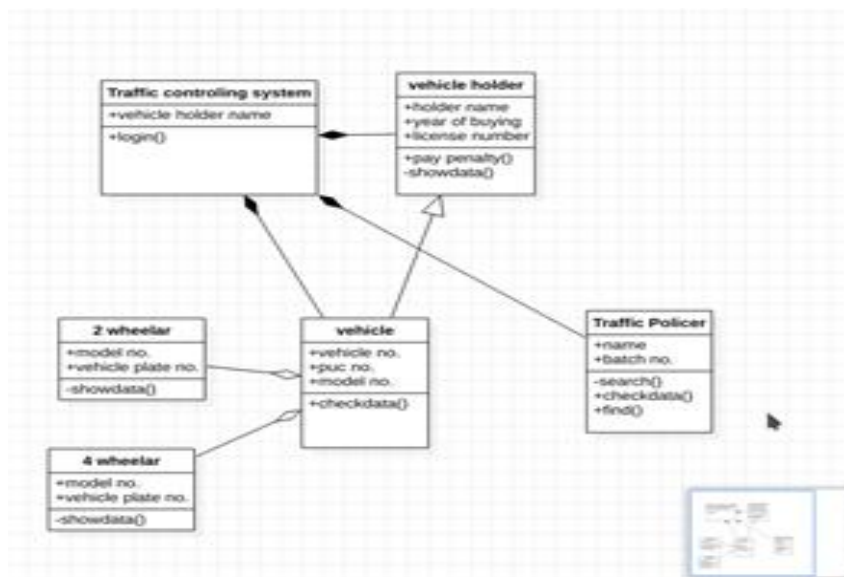 Traffic controling system
+vehicle holder name
+login()
vehicle holder
+holder name
+year of buying
+license number
+pay penalty()
-showdata()
2 wheelar
+model no.
+vehicle plate no.
-showdata()
vehicle
+vehicle no.
+puc no.
+model no.
+checkdata()
Traffic Policer
+name
+batch no.
-search()
+checkdata()
+find()
4 wheelar
+model no.
+vehicle plate no.
-showdata()